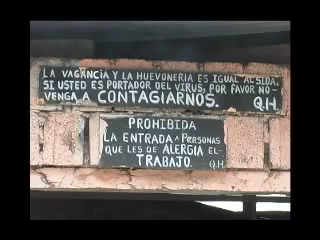 LA VAGANCIA Y LA HUEVONERIA ES IGUAL AL SIDA.
SI USTED ES PORTADOR DEL VIRUS, POR FAVOR NO-
VENGA A CONTAGIARNOS. Q.H.
PROHIBIDA
LA ENTRADA A PERSONAS
QUE LES DE ALERGIA EL-
TRABAJO. Q.H.